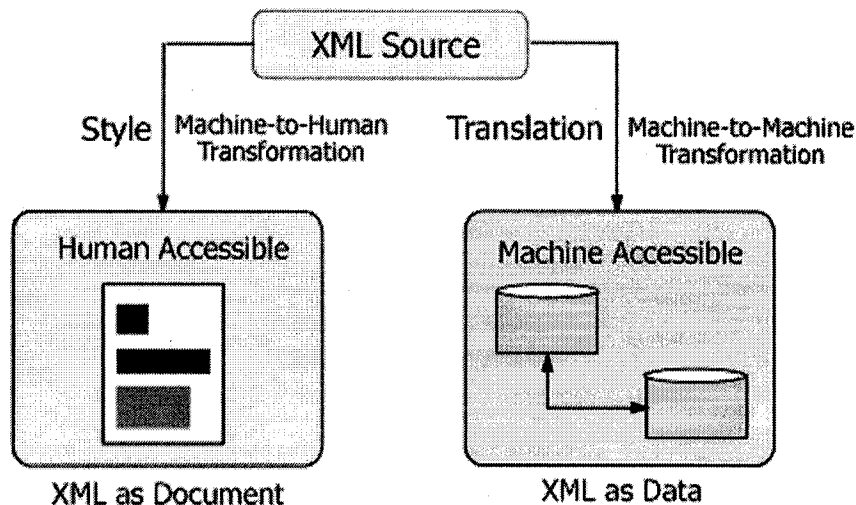 XML Source
Style
Machine-to-Human
Transformation
Translation
Machine-to-Machine
Transformation
Human Accessible
Machine Accessible
XML as Document
XML as Data